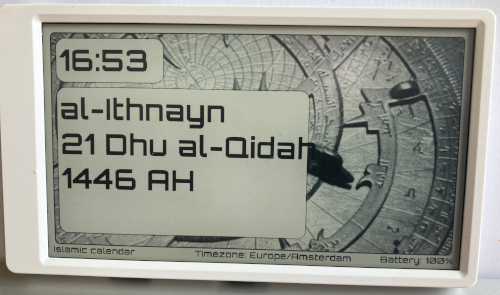 16:53
al-Ithnayn
21 Dhu al-Qidah
1446 AH
Islamic calendar
Timezone: Europe/Amsterdam
Battery: 100%